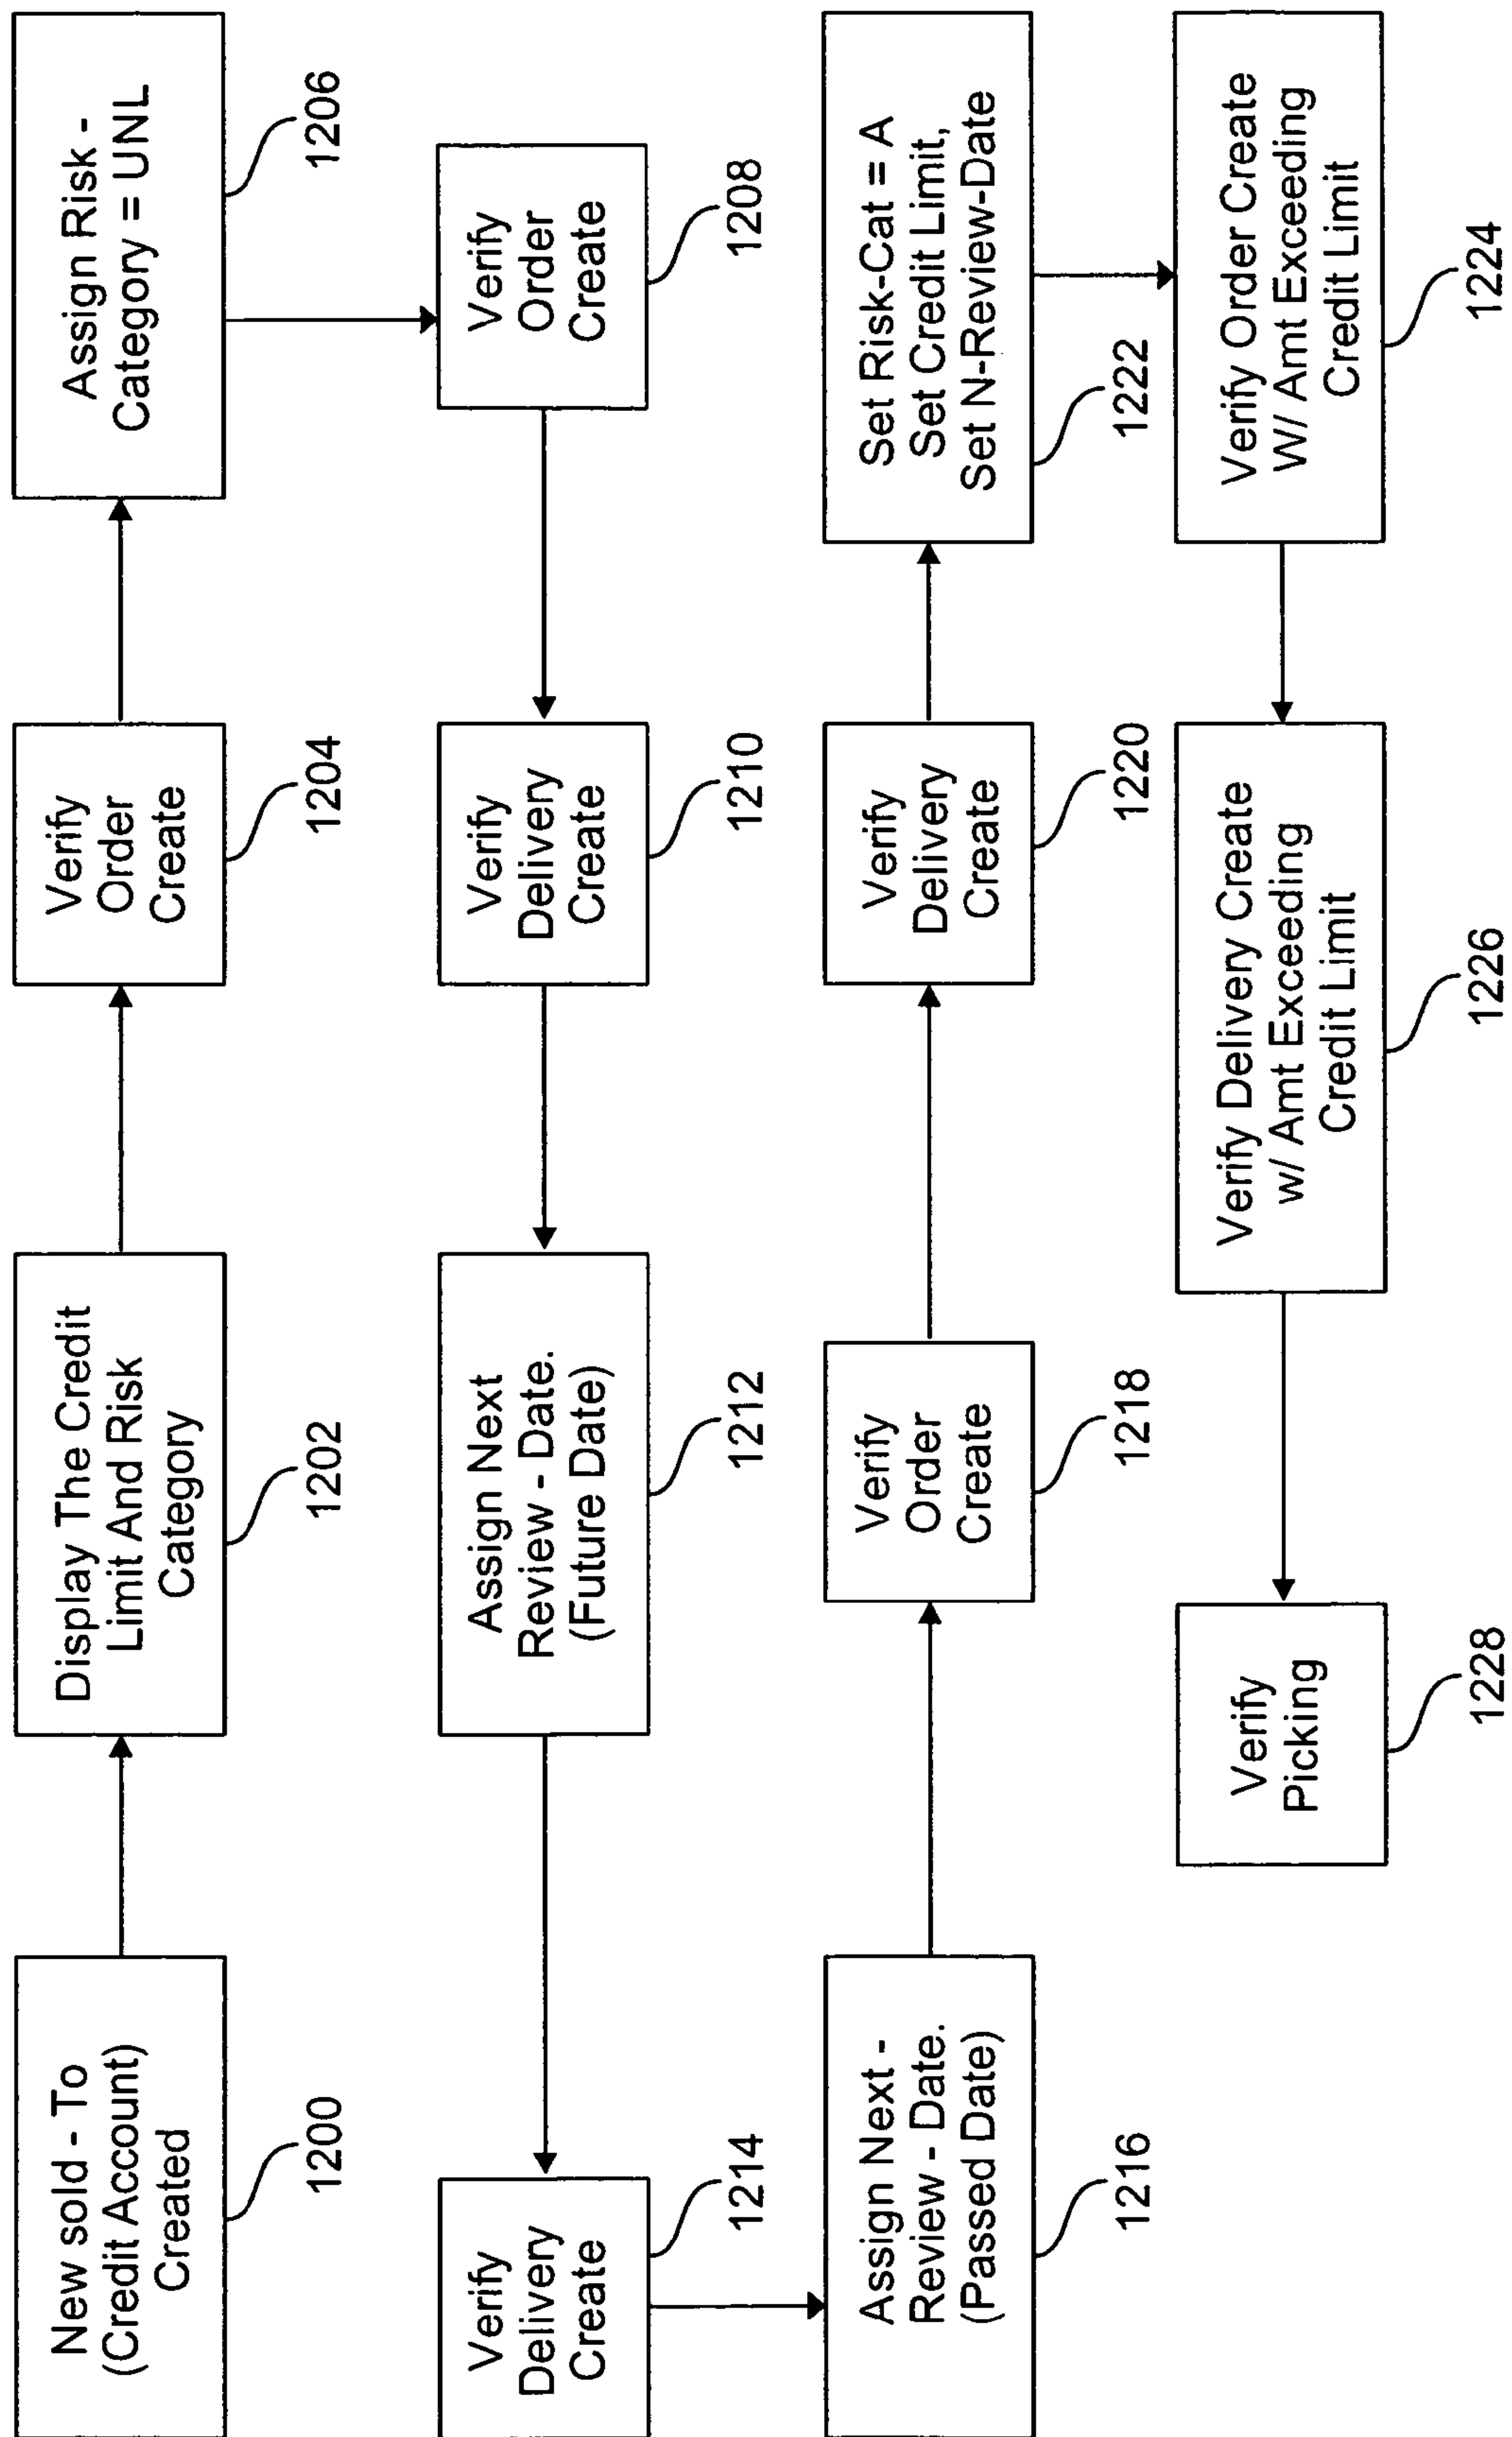 New sold - To
(Credit Account)
Created
1200
Display The Credit
Limit And Risk
Category
1202
Verify
Order
Create
1204
Assign Risk -
Category = UNL
1206
Verify
Order
Create
1208
Verify
Delivery
Create
1210
Assign Next
Review - Date.
(Future Date)
1212
Verify
Delivery
Create
1214
Assign Next -
Review - Date.
(Passed Date)
1216
Verify
Order
Create
1218
Verify
Delivery
Create
1220
Set Risk-Cat = A
Set Credit Limit,
Set N-Review-Date
1222
Verify Order Create
W/ Amt Exceeding
Credit Limit
1224
Verify Delivery Create
w/ Amt Exceeding
Credit Limit
1226
Verify
Picking
1228